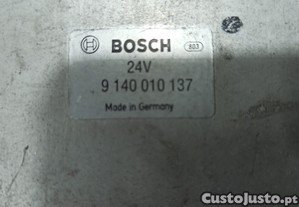 BOSCH 803
24V
9 140 010 137
Made in Germany
CustoJusto.pt